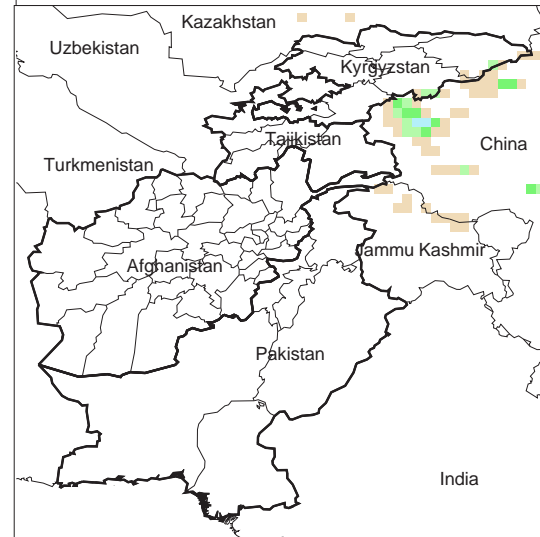 Kazakhstan
Uzbekistan
Kyrgyzstan
Tajikistan
China
Turkmenistan
Jammu Kashmir
Afghanistan
Pakistan
India